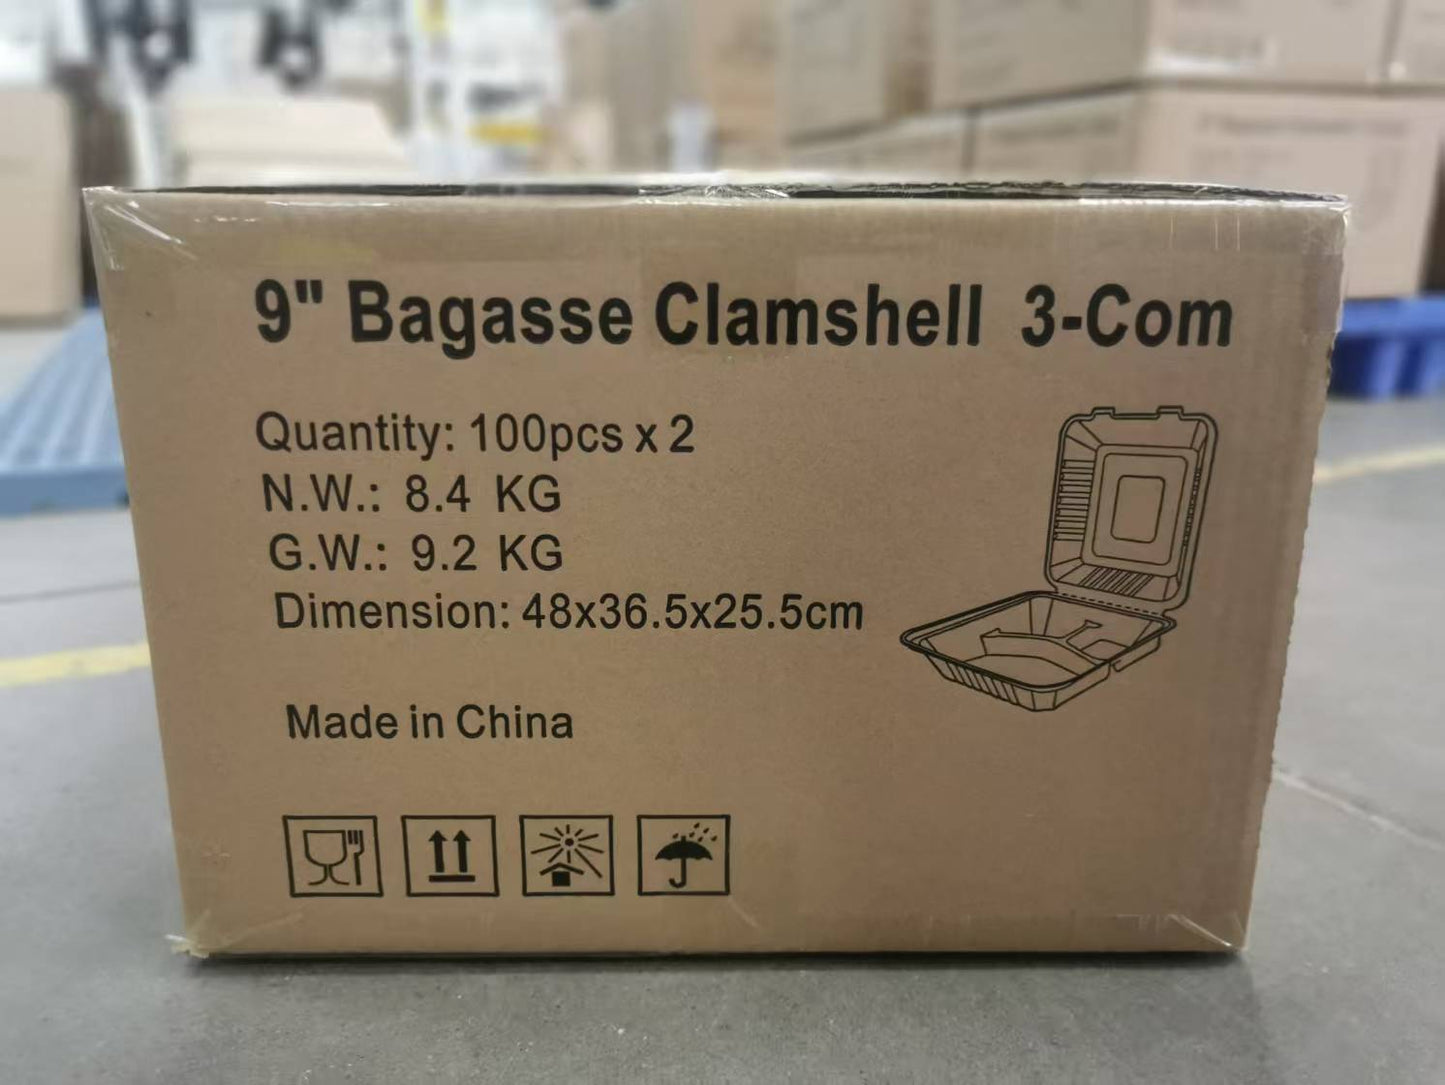 9" Bagasse Clamshell 3-Com
Quantity: 100pcs x 2
N.W.: 8.4 KG
G.W.: 9.2 KG
Dimension: 48x36.5x25.5cm
Made in China